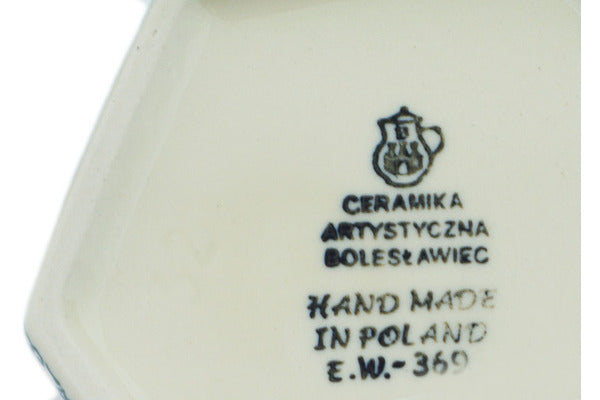 CERAMIKA
ARTYSTYCZNA
BOLESŁAWIEC
HAND MADE
IN POLAND
E.W.-369